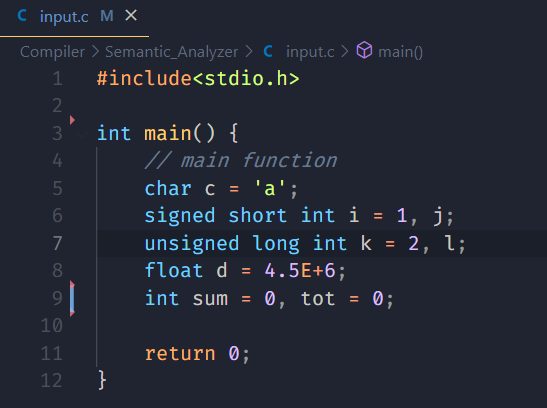 C input.c M ×
Compiler > Semantic_Analyzer > C input.c > main()
1 #include<stdio.h>
2
3 int main() {
4     // main function
5     char c = 'a';
6     signed short int i = 1, j;
7     unsigned long int k = 2, l;
8     float d = 4.5E+6;
9     int sum = 0, tot = 0;
10
11     return 0;
12 }